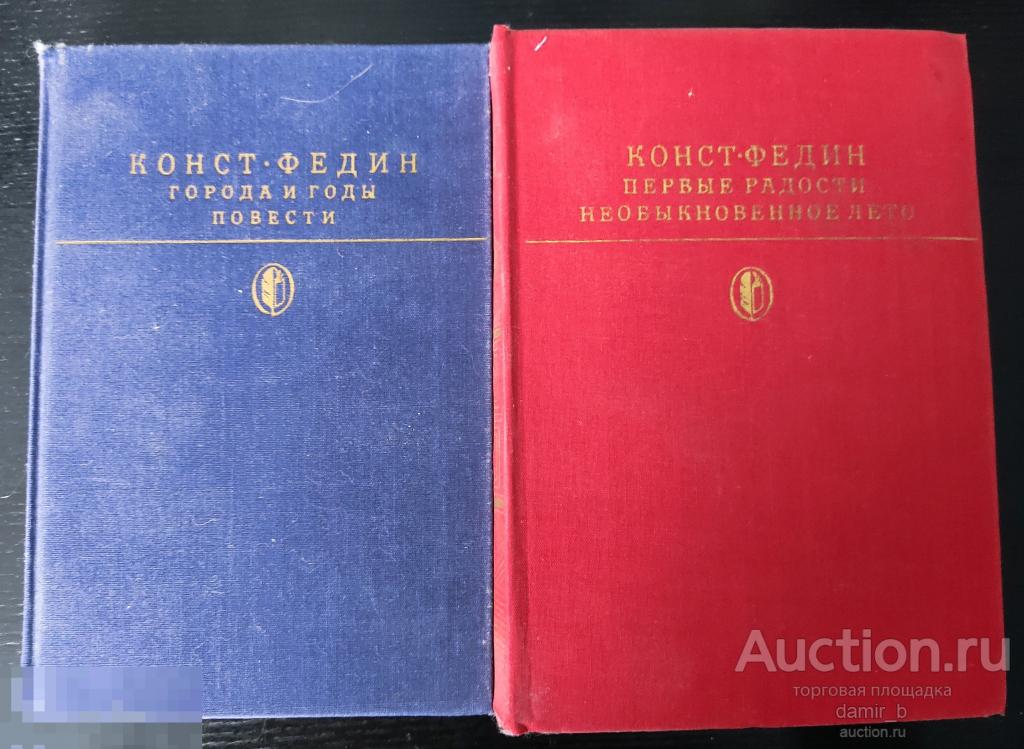 КОНСТ·ФЕДИН
ГОРОДА И ГОДЫ
ПОВЕСТИ
КОНСТ·ФЕДИН
ПЕРВЫЕ РАДОСТИ
НЕОБЫКНОВЕННОЕ ЛЕТО
Auction.ru
торговая площадка
damir_b
auction.ru